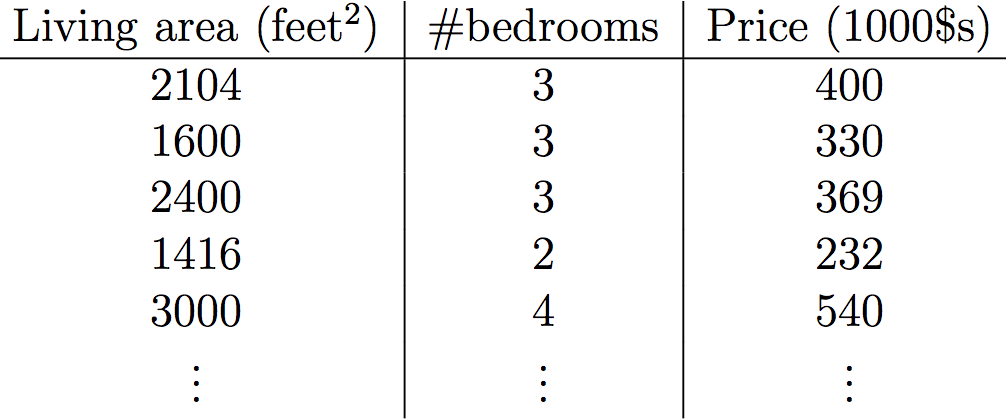 Living area (feet²) #bedrooms Price (1000$s)
2104 3 400
1600 3 330
2400 3 369
1416 2 232
3000 4 540
⋮ ⋮ ⋮